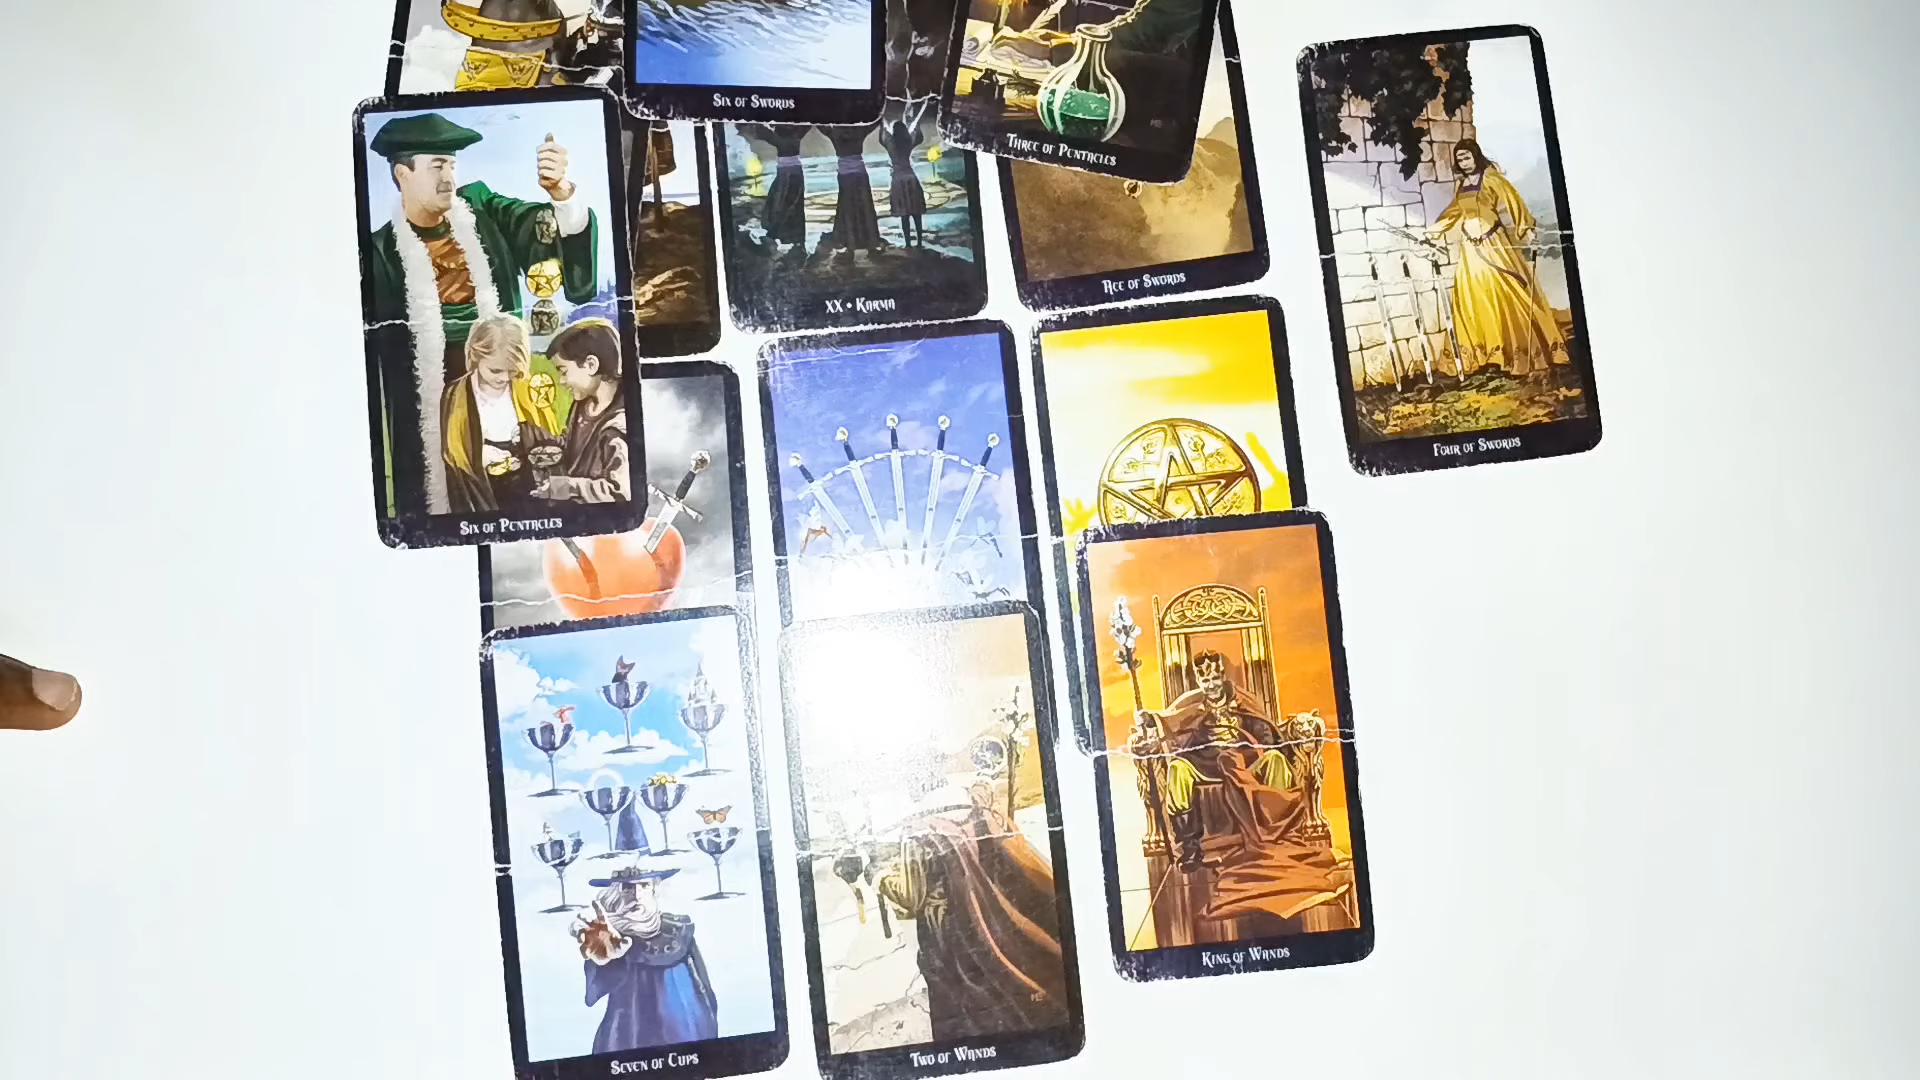 Six of Swords
Three of Pentacles
XX • Karma
Ace of Swords
Four of Swords
Six of Pentacles
King of Wands
Seven of Cups
Two of Wands